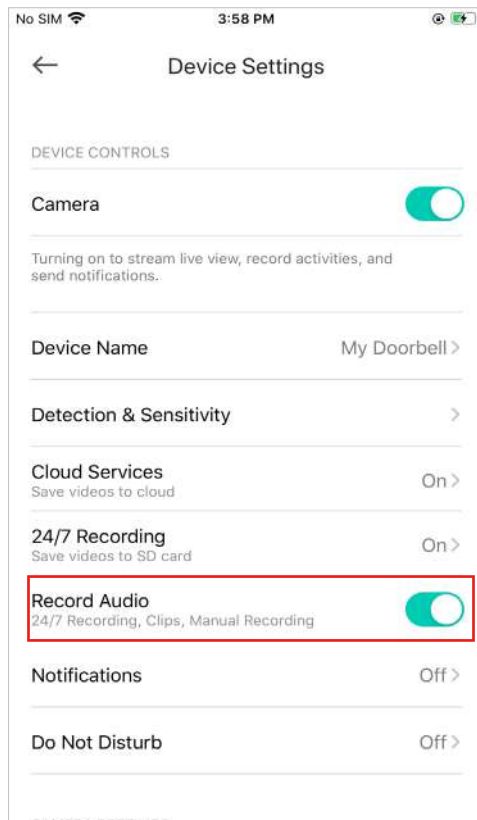 No SIM 3:58 PM
Device Settings
DEVICE CONTROLS
Camera
Turning on to stream live view, record activities, and
send notifications.
Device Name My Doorbell >
Detection & Sensitivity >
Cloud Services On >
Save videos to cloud
24/7 Recording On >
Save videos to SD card
Record Audio
24/7 Recording, Clips, Manual Recording
Notifications Off >
Do Not Disturb Off >